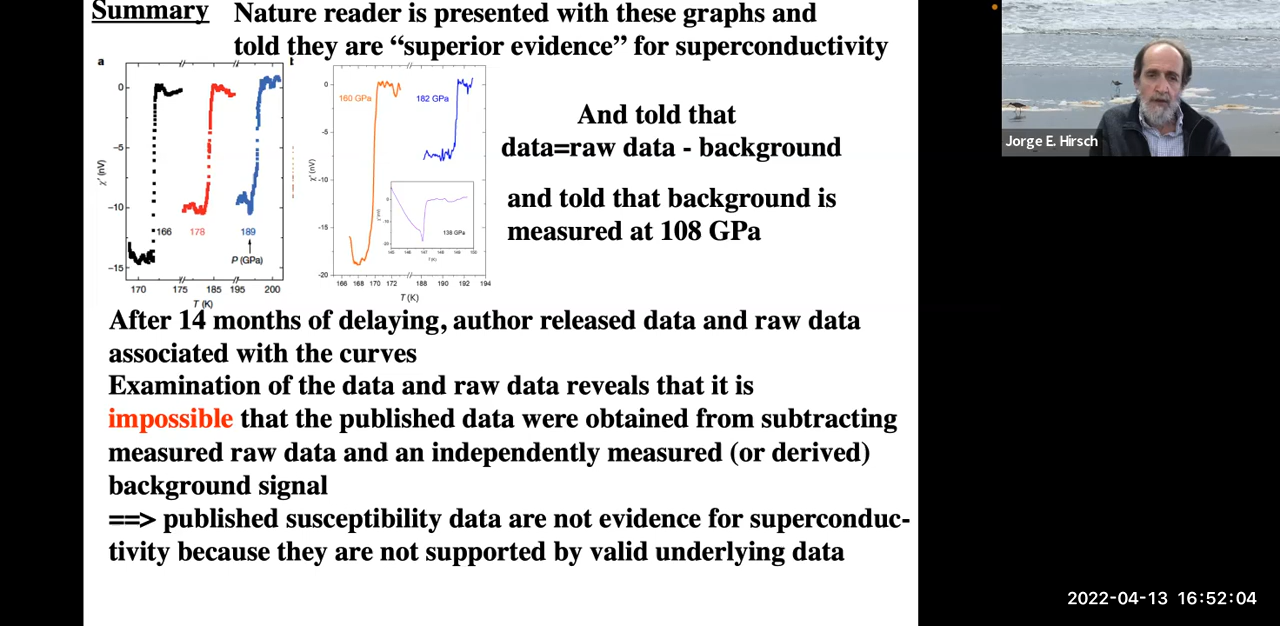 Summary Nature reader is presented with these graphs and
told they are “superior evidence” for superconductivity
a
0
−5
−10
−15
χ′ (nV)
166
178
189
P (GPa)
170 175 185 195 200
T (K)
160 GPa
182 GPa
0
-5
-10
-15
-20
χ′ (nV)
138 GPa
T(K)
166 168 170 172 188 190 192 194
T (K)
And told that
data=raw data - background
and told that background is
measured at 108 GPa
After 14 months of delaying, author released data and raw data
associated with the curves
Examination of the data and raw data reveals that it is
impossible that the published data were obtained from subtracting
measured raw data and an independently measured (or derived)
background signal
==> published susceptibility data are not evidence for superconduc-
tivity because they are not supported by valid underlying data
Jorge E. Hirsch
2022-04-13 16:52:04